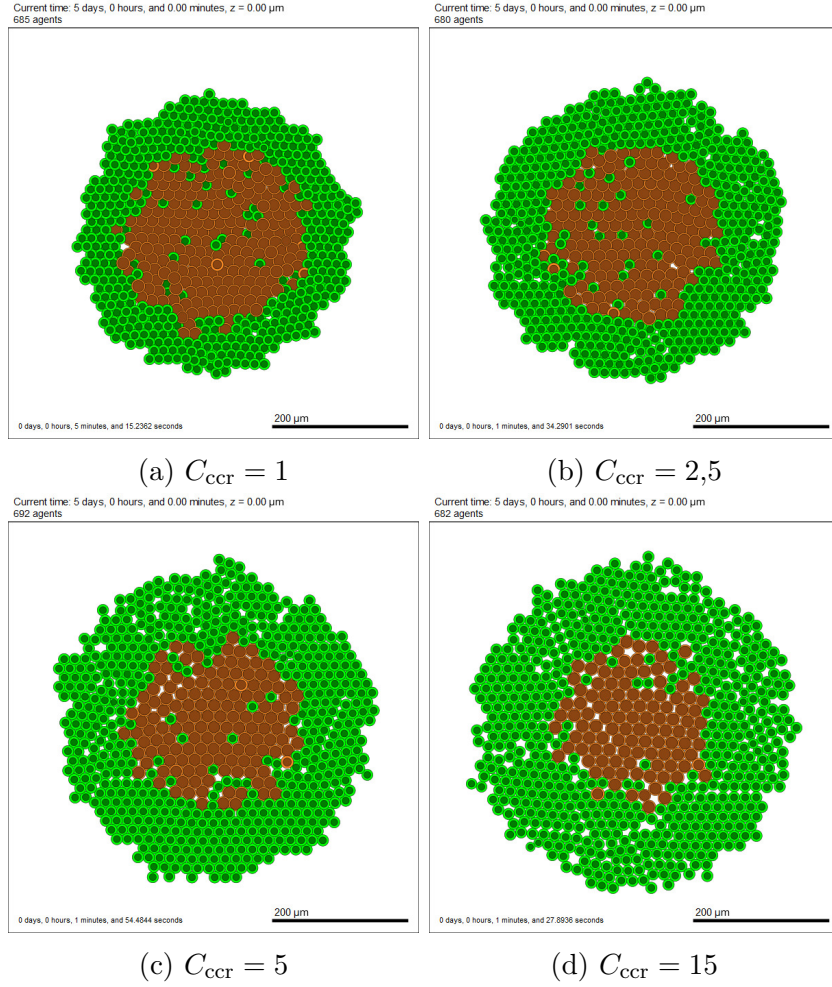 Current time: 5 days, 0 hours, and 0.00 minutes, z = 0.00 µm
685 agents
200 µm
0 days, 0 hours, 5 minutes, and 15.2362 seconds
(a) C_ccr = 1
Current time: 5 days, 0 hours, and 0.00 minutes, z = 0.00 µm
680 agents
200 µm
0 days, 0 hours, 1 minutes, and 34.2901 seconds
(b) C_ccr = 2,5
Current time: 5 days, 0 hours, and 0.00 minutes, z = 0.00 µm
692 agents
200 µm
0 days, 0 hours, 1 minutes, and 54.4844 seconds
(c) C_ccr = 5
Current time: 5 days, 0 hours, and 0.00 minutes, z = 0.00 µm
682 agents
200 µm
0 days, 0 hours, 1 minutes, and 27.8936 seconds
(d) C_ccr = 15